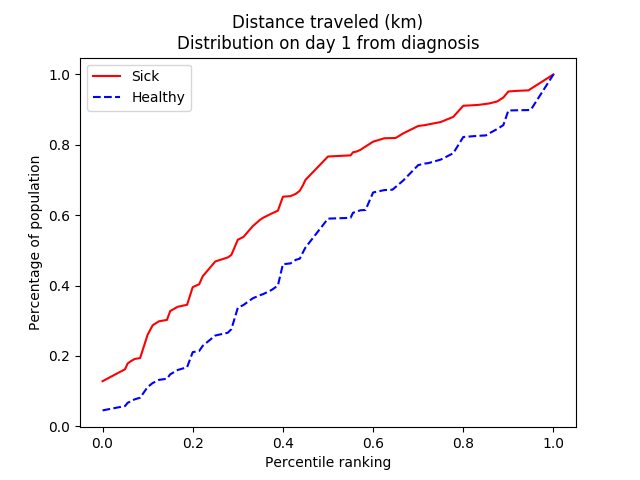 Distance traveled (km)
Distribution on day 1 from diagnosis
Sick
Healthy
Percentage of population
1.0
0.8
0.6
0.4
0.2
0.0
0.0 0.2 0.4 0.6 0.8 1.0
Percentile ranking